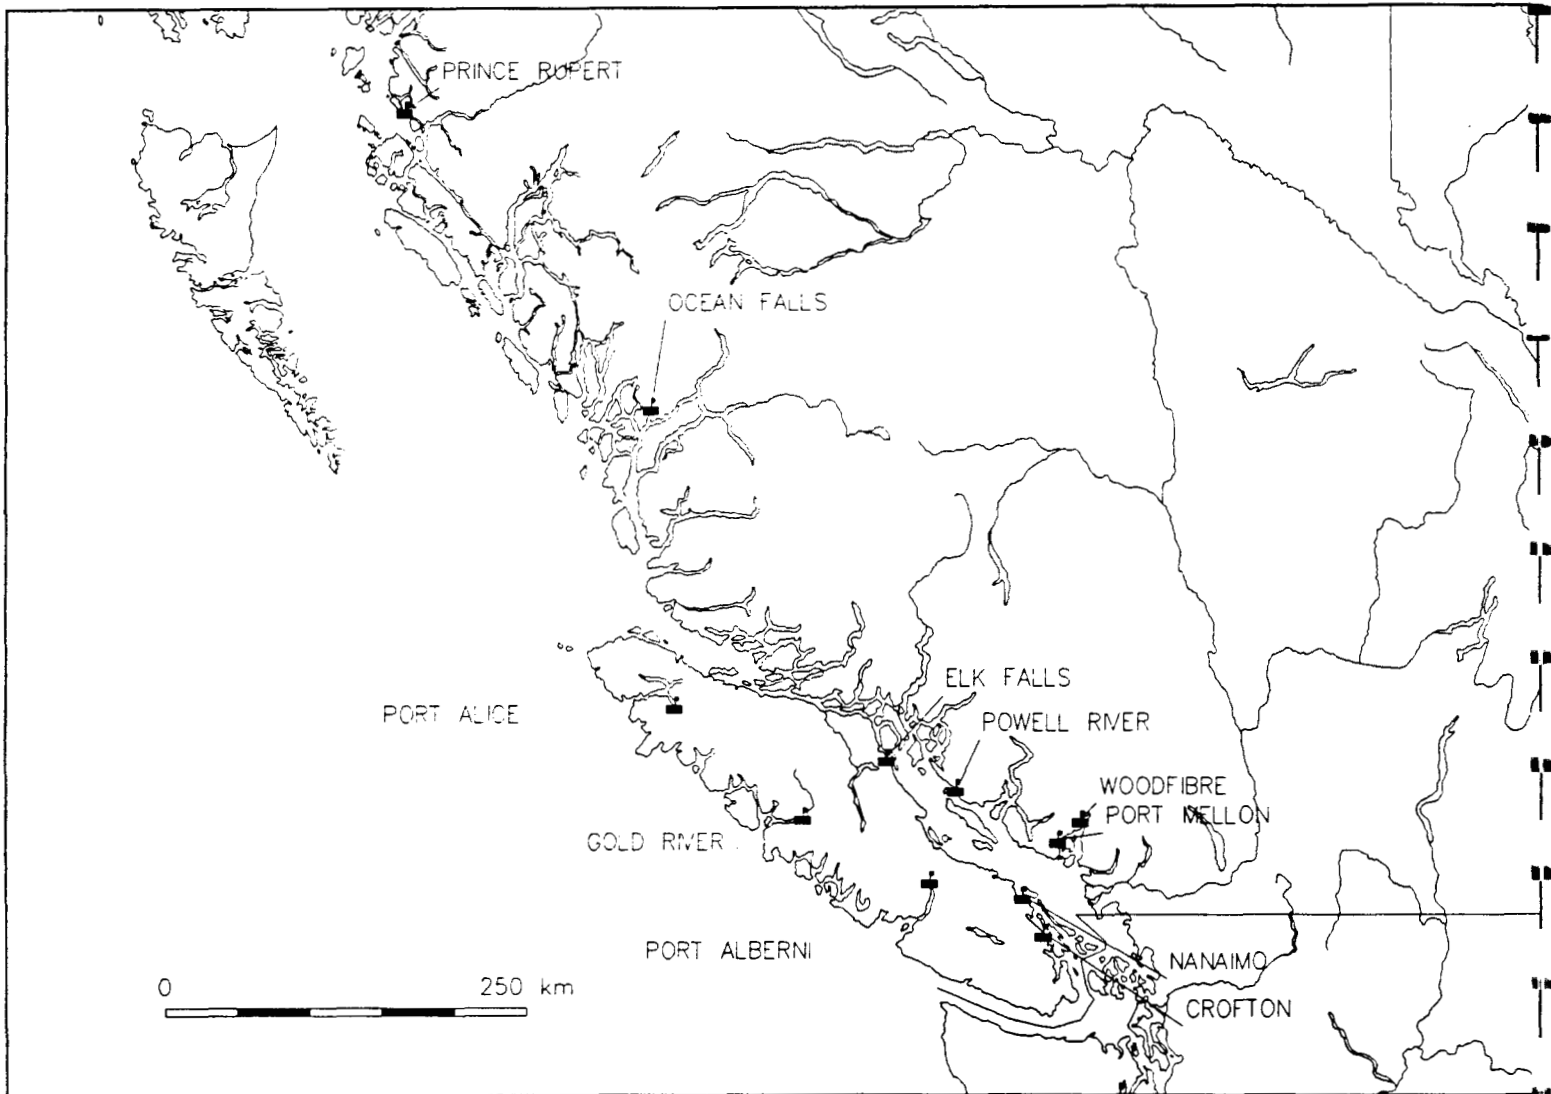 PRINCE RUPERT
OCEAN FALLS
ELK FALLS
PORT ALICE
POWELL RIVER
WOODFIBRE
PORT MELLON
GOLD RIVER
PORT ALBERNI
NANAIMO
0 250 km
CROFTON